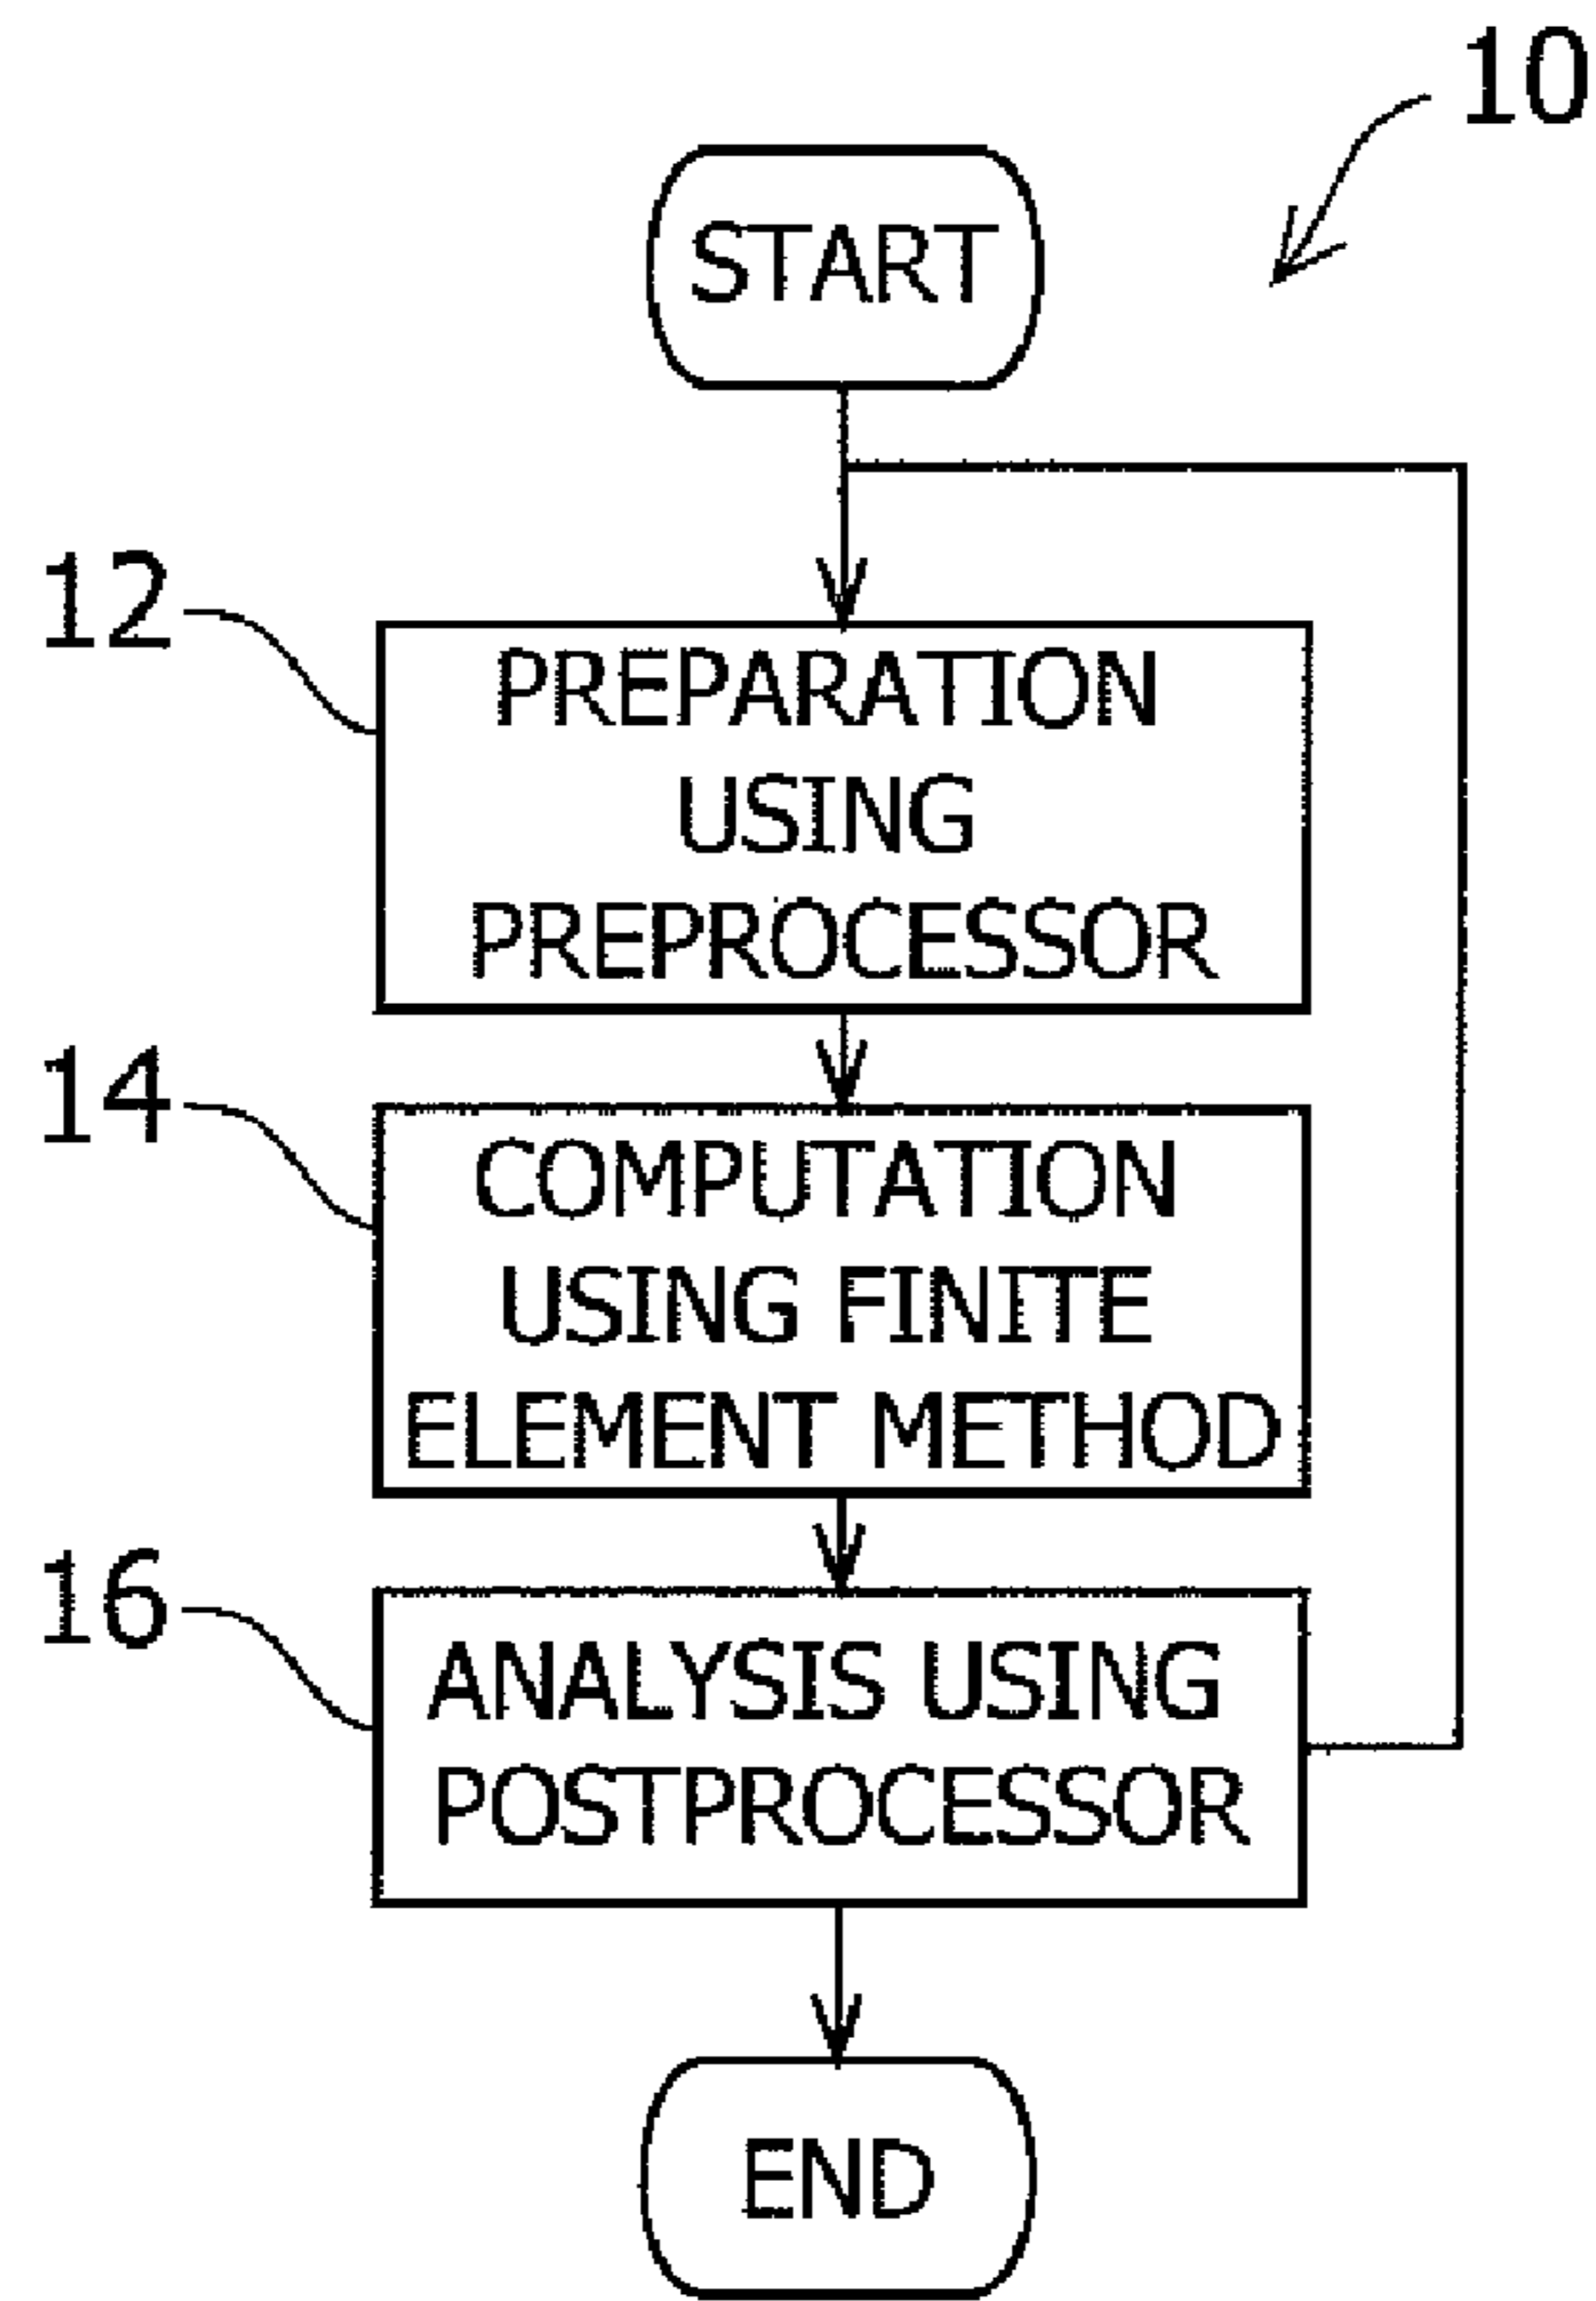 10
START
12
PREPARATION
USING
PREPROCESSOR
14
COMPUTATION
USING FINITE
ELEMENT METHOD
16
ANALYSIS USING
POSTPROCESSOR
END